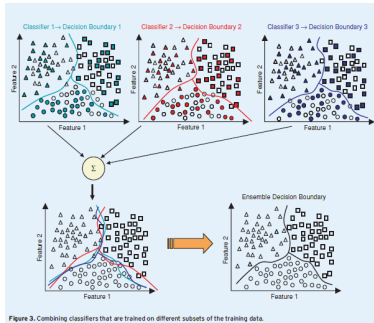 Classifier 1 → Decision Boundary 1
Classifier 2 → Decision Boundary 2
Classifier 3 → Decision Boundary 3
Feature 2
Feature 2
Feature 2
Feature 1
Feature 1
Feature 1
Σ
Ensemble Decision Boundary
Feature 2
Feature 2
Feature 1
Feature 1
Figure 3. Combining classifiers that are trained on different subsets of the training data.